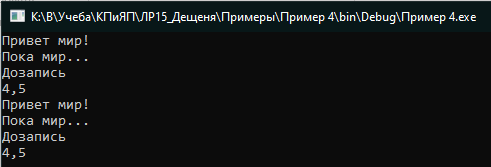 K:\В\Учеба\КПиЯП\ЛР15_Дещеня\Примеры\Пример 4\bin\Debug\Пример 4.exe
Привет мир!
Пока мир...
Дозапись
4,5
Привет мир!
Пока мир...
Дозапись
4,5